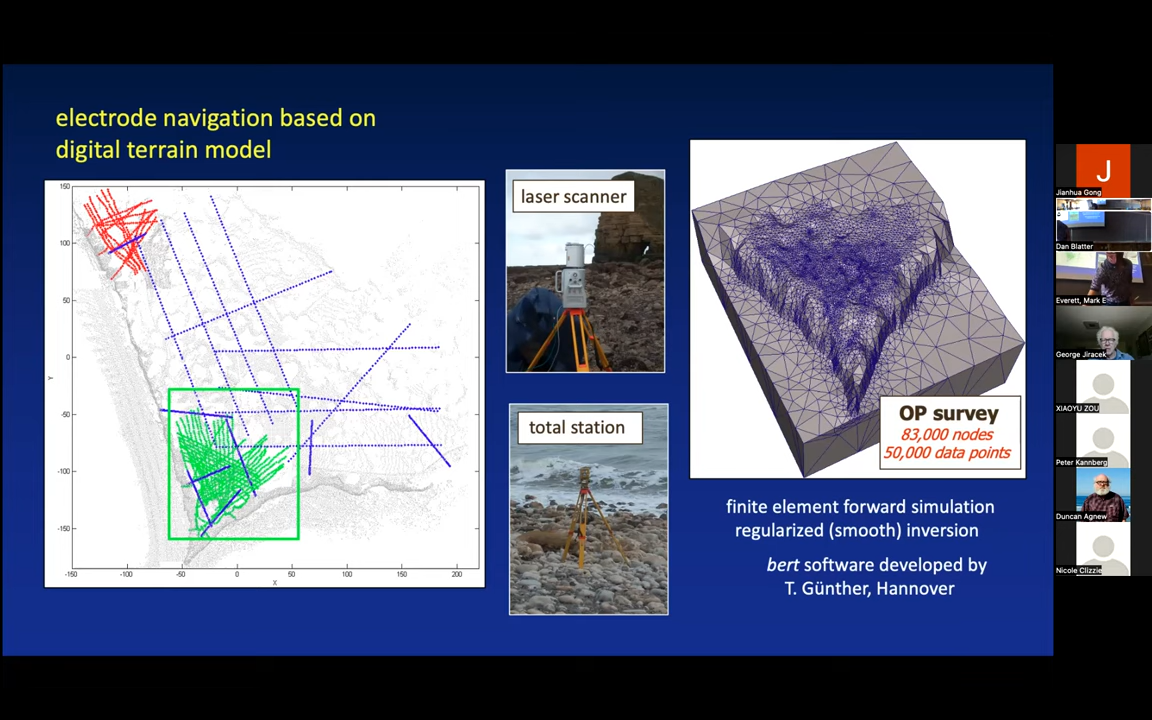 electrode navigation based on
digital terrain model
150
100
50
0
-50
-100
-150
Y
-150
-100
-50
0
50
100
150
200
X
laser scanner
total station
OP survey
83,000 nodes
50,000 data points
finite element forward simulation
regularized (smooth) inversion
bert software developed by
T. Günther, Hannover
J
Jianhua Gong
Dan Blatter
Everett, Mark E
George Jiracek
XIAOYU ZOU
Peter Kannberg
Duncan Agnew
Nicole Clizzie